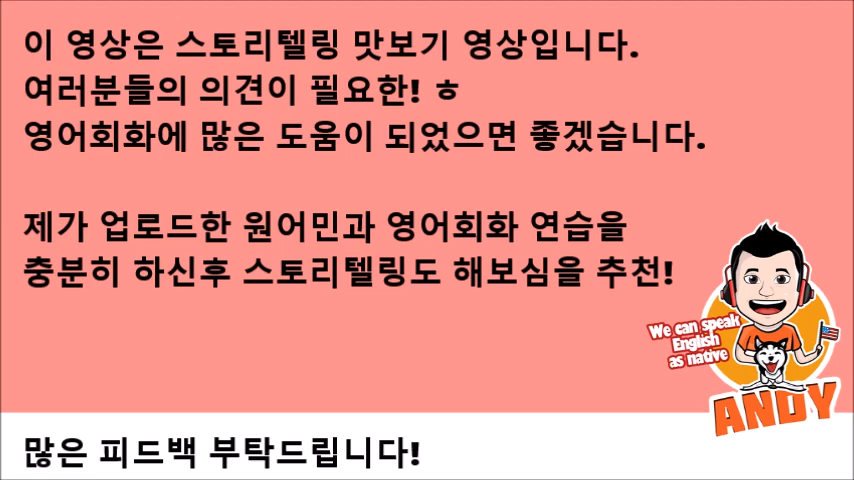 이 영상은 스토리텔링 맛보기 영상입니다.
여러분들의 의견이 필요한! ㅎ
영어회화에 많은 도움이 되었으면 좋겠습니다.
제가 업로드한 원어민과 영어회화 연습을
충분히 하신후 스토리텔링도 해보심을 추천!
We can speak
English
as native
ANDY
많은 피드백 부탁드립니다!